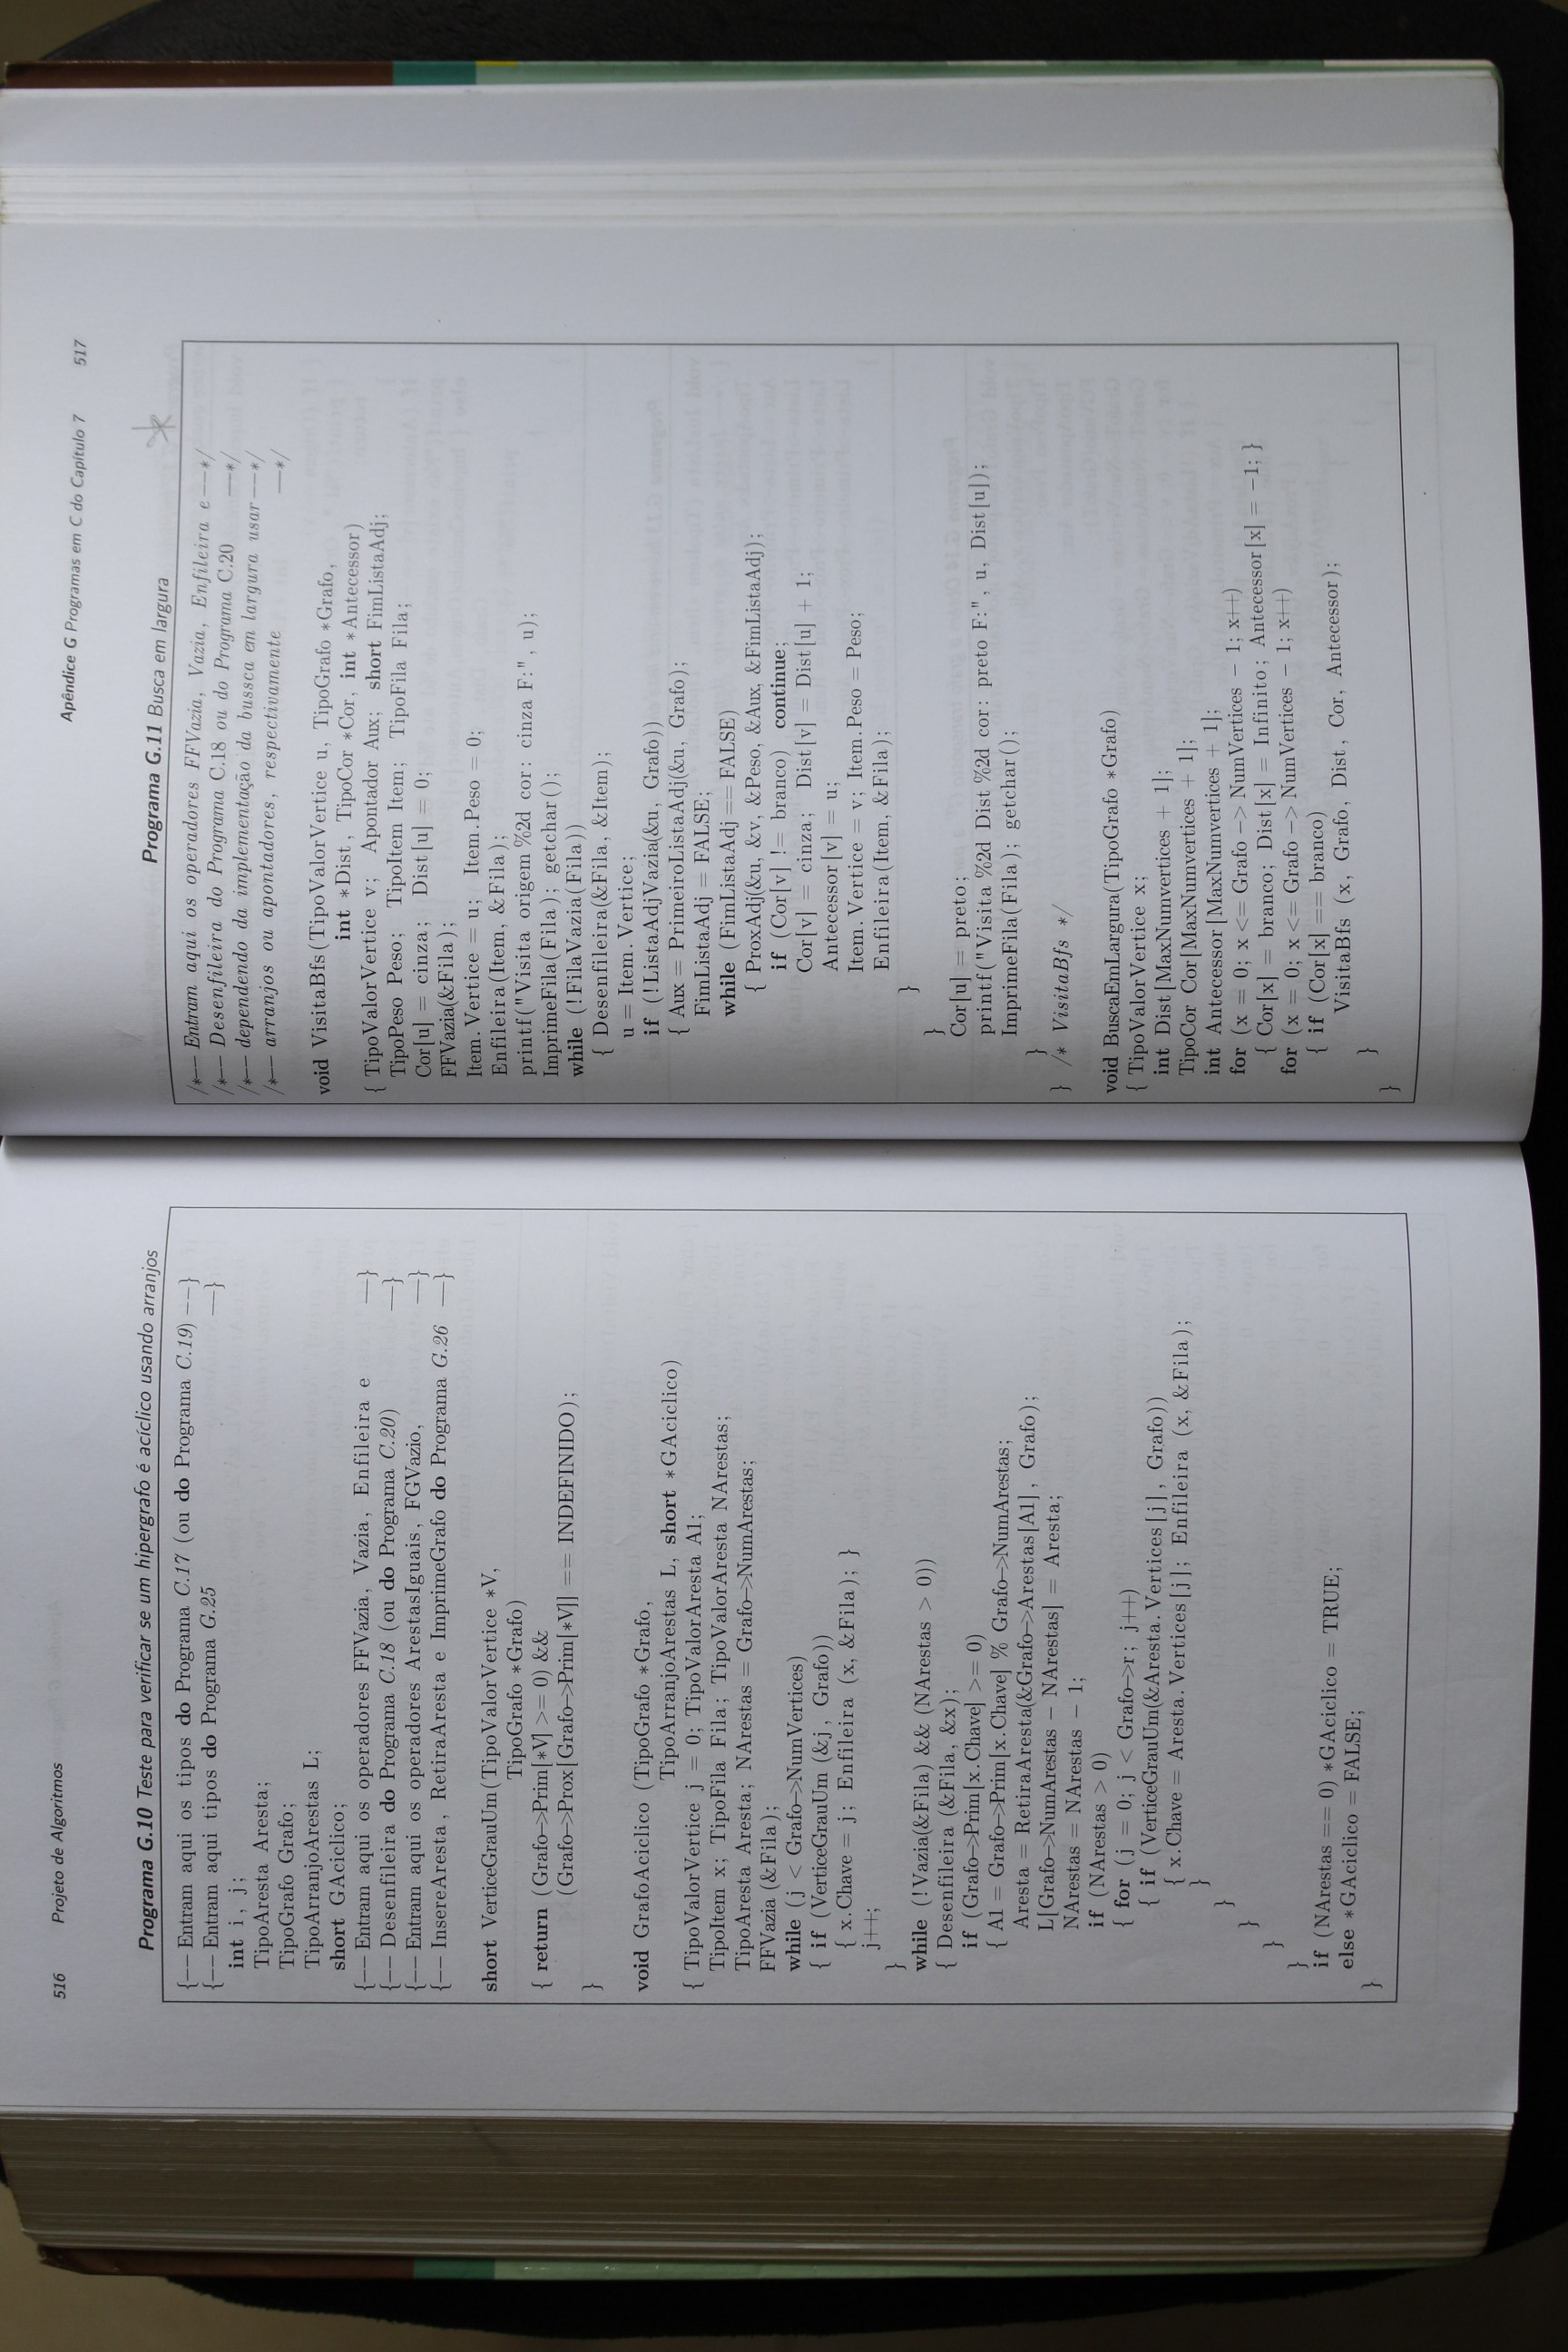 516 Projeto de Algoritmos
Programa G.10 Teste para verificar se um hipergrafo é acíclico usando arranjos
{-- Entram aqui os tipos do Programa C.17 (ou do Programa C.19) --}
{-- Entram aqui tipos do Programa G.25 --}
int i, j;
TipoAresta Aresta;
TipoGrafo Grafo;
TipoArranjoArestas L;
short GAciclico;
{-- Entram aqui os operadores FFVazia, Vazia, Enfileira e --}
{-- Desenfileira do Programa C.18 (ou do Programa C.20) --}
{-- Entram aqui os operadores ArestasIguais, FGVazio, --}
{-- InsereAresta, RetiraAresta e ImprimeGrafo do Programa G.26 --}
short VerticeGrauUm(TipoValorVertice *V,
TipoGrafo *Grafo)
{ return (Grafo->Prim[*V] >= 0) &&
(Grafo->Prox[Grafo->Prim[*V]] == INDEFINIDO);
}
void GrafoAciclico (TipoGrafo *Grafo,
TipoArranjoArestas L, short *GAciclico)
{ TipoValorVertice j = 0; TipoValorAresta A1;
TipoItem x; TipoFila Fila; TipoValorAresta NArestas;
TipoAresta Aresta; NArestas = Grafo->NumArestas;
FFVazia (&Fila);
while (j < Grafo->NumVertices)
{ if (VerticeGrauUm (&j, Grafo))
{ x.Chave = j; Enfileira (x, &Fila); }
j++;
}
while (!Vazia(&Fila) && (NArestas > 0))
{ Desenfileira (&Fila, &x);
if (Grafo->Prim[x.Chave] >= 0)
{ A1 = Grafo->Prim[x.Chave] % Grafo->NumArestas;
Aresta = RetiraAresta(&Grafo->Arestas[A1], Grafo);
L[Grafo->NumArestas - NArestas] = Aresta;
NArestas = NArestas - 1;
if (NArestas > 0)
{ for (j = 0; j < Grafo->r; j++)
{ if (VerticeGrauUm(&Aresta.Vertices[j], Grafo))
{ x.Chave = Aresta.Vertices[j]; Enfileira (x, &Fila);
}
}
}
}
}
if (NArestas == 0) *GAciclico = TRUE;
else *GAciclico = FALSE;
}
Apêndice G Programas em C do Capítulo 7 517
Programa G.11 Busca em largura
/*-- Entram aqui os operadores FFVazia, Vazia, Enfileira e --*/
/*-- Desenfileira do Programa C.18 ou do Programa C.20 --*/
/*-- dependendo da implementação da bussca em largura usar --*/
/*-- arranjos ou apontadores, respectivamente --*/
void VisitaBfs(TipoValorVertice u, TipoGrafo *Grafo,
int *Dist, TipoCor *Cor, int *Antecessor)
{ TipoValorVertice v; Apontador Aux; short FimListaAdj;
TipoPeso Peso; TipoItem Item; TipoFila Fila;
Cor[u] = cinza; Dist[u] = 0;
FFVazia(&Fila);
Item.Vertice = u; Item.Peso = 0;
Enfileira(Item, &Fila);
printf("Visita origem %2d cor: cinza F:", u);
ImprimeFila(Fila); getchar();
while (!FilaVazia(Fila))
{ Desenfileira(&Fila, &Item);
u = Item.Vertice;
if (!ListaAdjVazia(&u, Grafo))
{ Aux = PrimeiroListaAdj(&u, Grafo);
FimListaAdj = FALSE;
while (FimListaAdj == FALSE)
{ ProxAdj(&u, &v, &Peso, &Aux, &FimListaAdj);
if (Cor[v] != branco) continue;
Cor[v] = cinza; Dist[v] = Dist[u] + 1;
Antecessor[v] = u;
Item.Vertice = v; Item.Peso = Peso;
Enfileira(Item, &Fila);
}
}
Cor[u] = preto;
printf("Visita %2d Dist %2d cor: preto F:", u, Dist[u]);
ImprimeFila(Fila); getchar();
}
} /* VisitaBfs */
void BuscaEmLargura(TipoGrafo *Grafo)
{ TipoValorVertice x;
int Dist[MaxNumvertices + 1];
TipoCor Cor[MaxNumvertices + 1];
int Antecessor[MaxNumvertices + 1];
for (x = 0; x <= Grafo -> NumVertices - 1; x++)
{ Cor[x] = branco; Dist[x] = Infinito; Antecessor[x] = -1; }
for (x = 0; x <= Grafo -> NumVertices - 1; x++)
{ if (Cor[x] == branco)
VisitaBfs (x, Grafo, Dist, Cor, Antecessor);
}
}